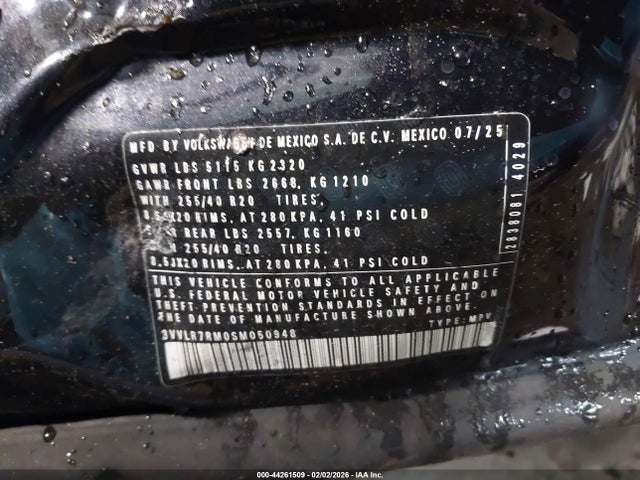 MFD BY VOLKSWAGEN DE MEXICO S.A. DE C.V. MEXICO 07/25
GVWR LBS 5115 KG 2320
GAWR FRONT LBS 2668, KG 1210
WITH 255/40 R20 TIRES,
8.5JX20 RIMS, AT 280 KPA, 41 PSI COLD
REAR LBS 2557, KG 1160
255/40 R20 TIRES,
8.5JX20 RIMS, AT 280 KPA, 41 PSI COLD
THIS VEHICLE CONFORMS TO ALL APPLICABLE
U.S. FEDERAL MOTOR VEHICLE SAFETY AND
THEFT PREVENTION STANDARDS IN EFFECT ON
THE DATE OF MANUFACTURE SHOWN ABOVE.
3VVLR7RM0SM050948 TYPE: MPV
2838081 4029
000-44261509 | 02/02/2026 - IAA Inc.